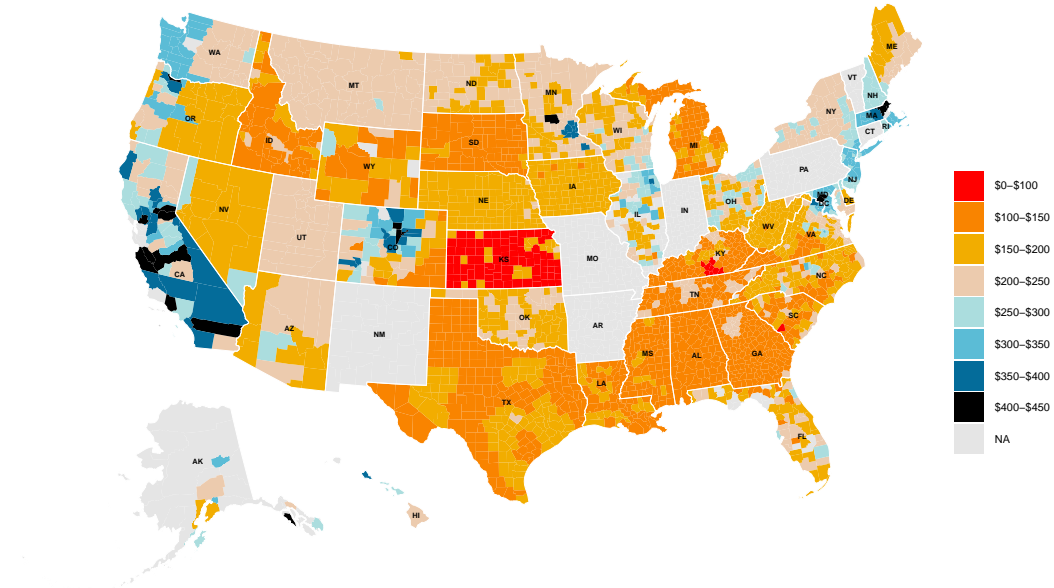 ME
WA
VT
MT
ND
MN
NH
NY
MA
OR
RI
WI
CT
ID
SD
MI
WY
PA
NJ
IA
MD
NE
OH
DE
DC
NV
IL
IN
WV
UT
VA
CO
KY
KS
MO
CA
NC
TN
SC
OK
AZ
AR
NM
MS
AL
GA
LA
TX
FL
AK
HI
$0–$100
$100–$150
$150–$200
$200–$250
$250–$300
$300–$350
$350–$400
$400–$450
NA